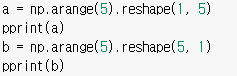 a = np.arange(5).reshape(1, 5)
pprint(a)
b = np.arange(5).reshape(5, 1)
pprint(b)